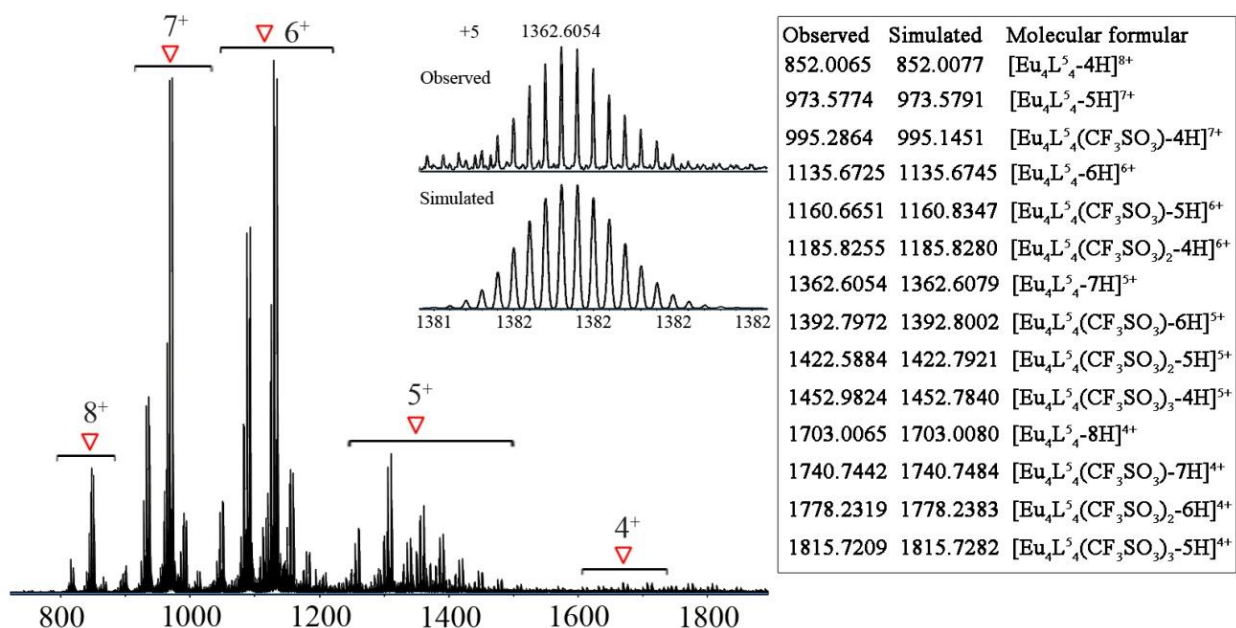 7⁺
6⁺
8⁺
5⁺
4⁺
800 1000 1200 1400 1600 1800
+5 1362.6054
Observed
Simulated
1381 1382 1382 1382 1382
Observed Simulated Molecular formular
852.0065 852.0077 [Eu₄L⁵₄-4H]⁸⁺
973.5774 973.5791 [Eu₄L⁵₄-5H]⁷⁺
995.2864 995.1451 [Eu₄L⁵₄(CF₃SO₃)-4H]⁷⁺
1135.6725 1135.6745 [Eu₄L⁵₄-6H]⁶⁺
1160.6651 1160.8347 [Eu₄L⁵₄(CF₃SO₃)-5H]⁶⁺
1185.8255 1185.8280 [Eu₄L⁵₄(CF₃SO₃)₂-4H]⁶⁺
1362.6054 1362.6079 [Eu₄L⁵₄-7H]⁵⁺
1392.7972 1392.8002 [Eu₄L⁵₄(CF₃SO₃)-6H]⁵⁺
1422.5884 1422.7921 [Eu₄L⁵₄(CF₃SO₃)₂-5H]⁵⁺
1452.9824 1452.7840 [Eu₄L⁵₄(CF₃SO₃)₃-4H]⁵⁺
1703.0065 1703.0080 [Eu₄L⁵₄-8H]⁴⁺
1740.7442 1740.7484 [Eu₄L⁵₄(CF₃SO₃)-7H]⁴⁺
1778.2319 1778.2383 [Eu₄L⁵₄(CF₃SO₃)₂-6H]⁴⁺
1815.7209 1815.7282 [Eu₄L⁵₄(CF₃SO₃)₃-5H]⁴⁺